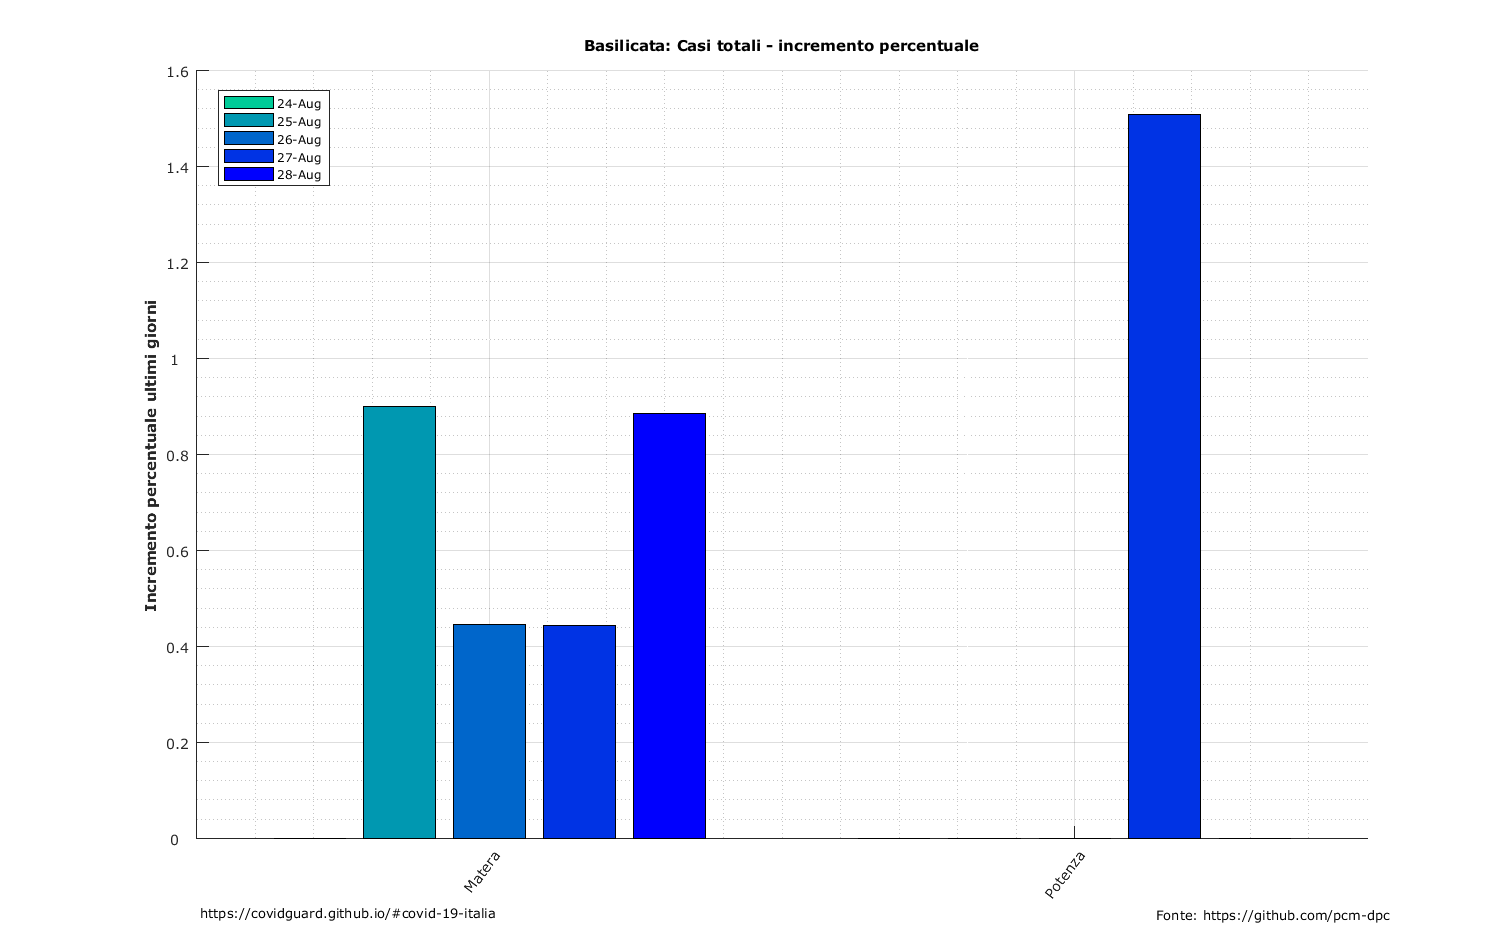 Basilicata: Casi totali - incremento percentuale
1.6
1.4
1.2
1
0.8
0.6
0.4
0.2
0
Incremento percentuale ultimi giorni
24-Aug
25-Aug
26-Aug
27-Aug
28-Aug
Matera
Potenza
https://covidguard.github.io/#covid-19-italia
Fonte: https://github.com/pcm-dpc